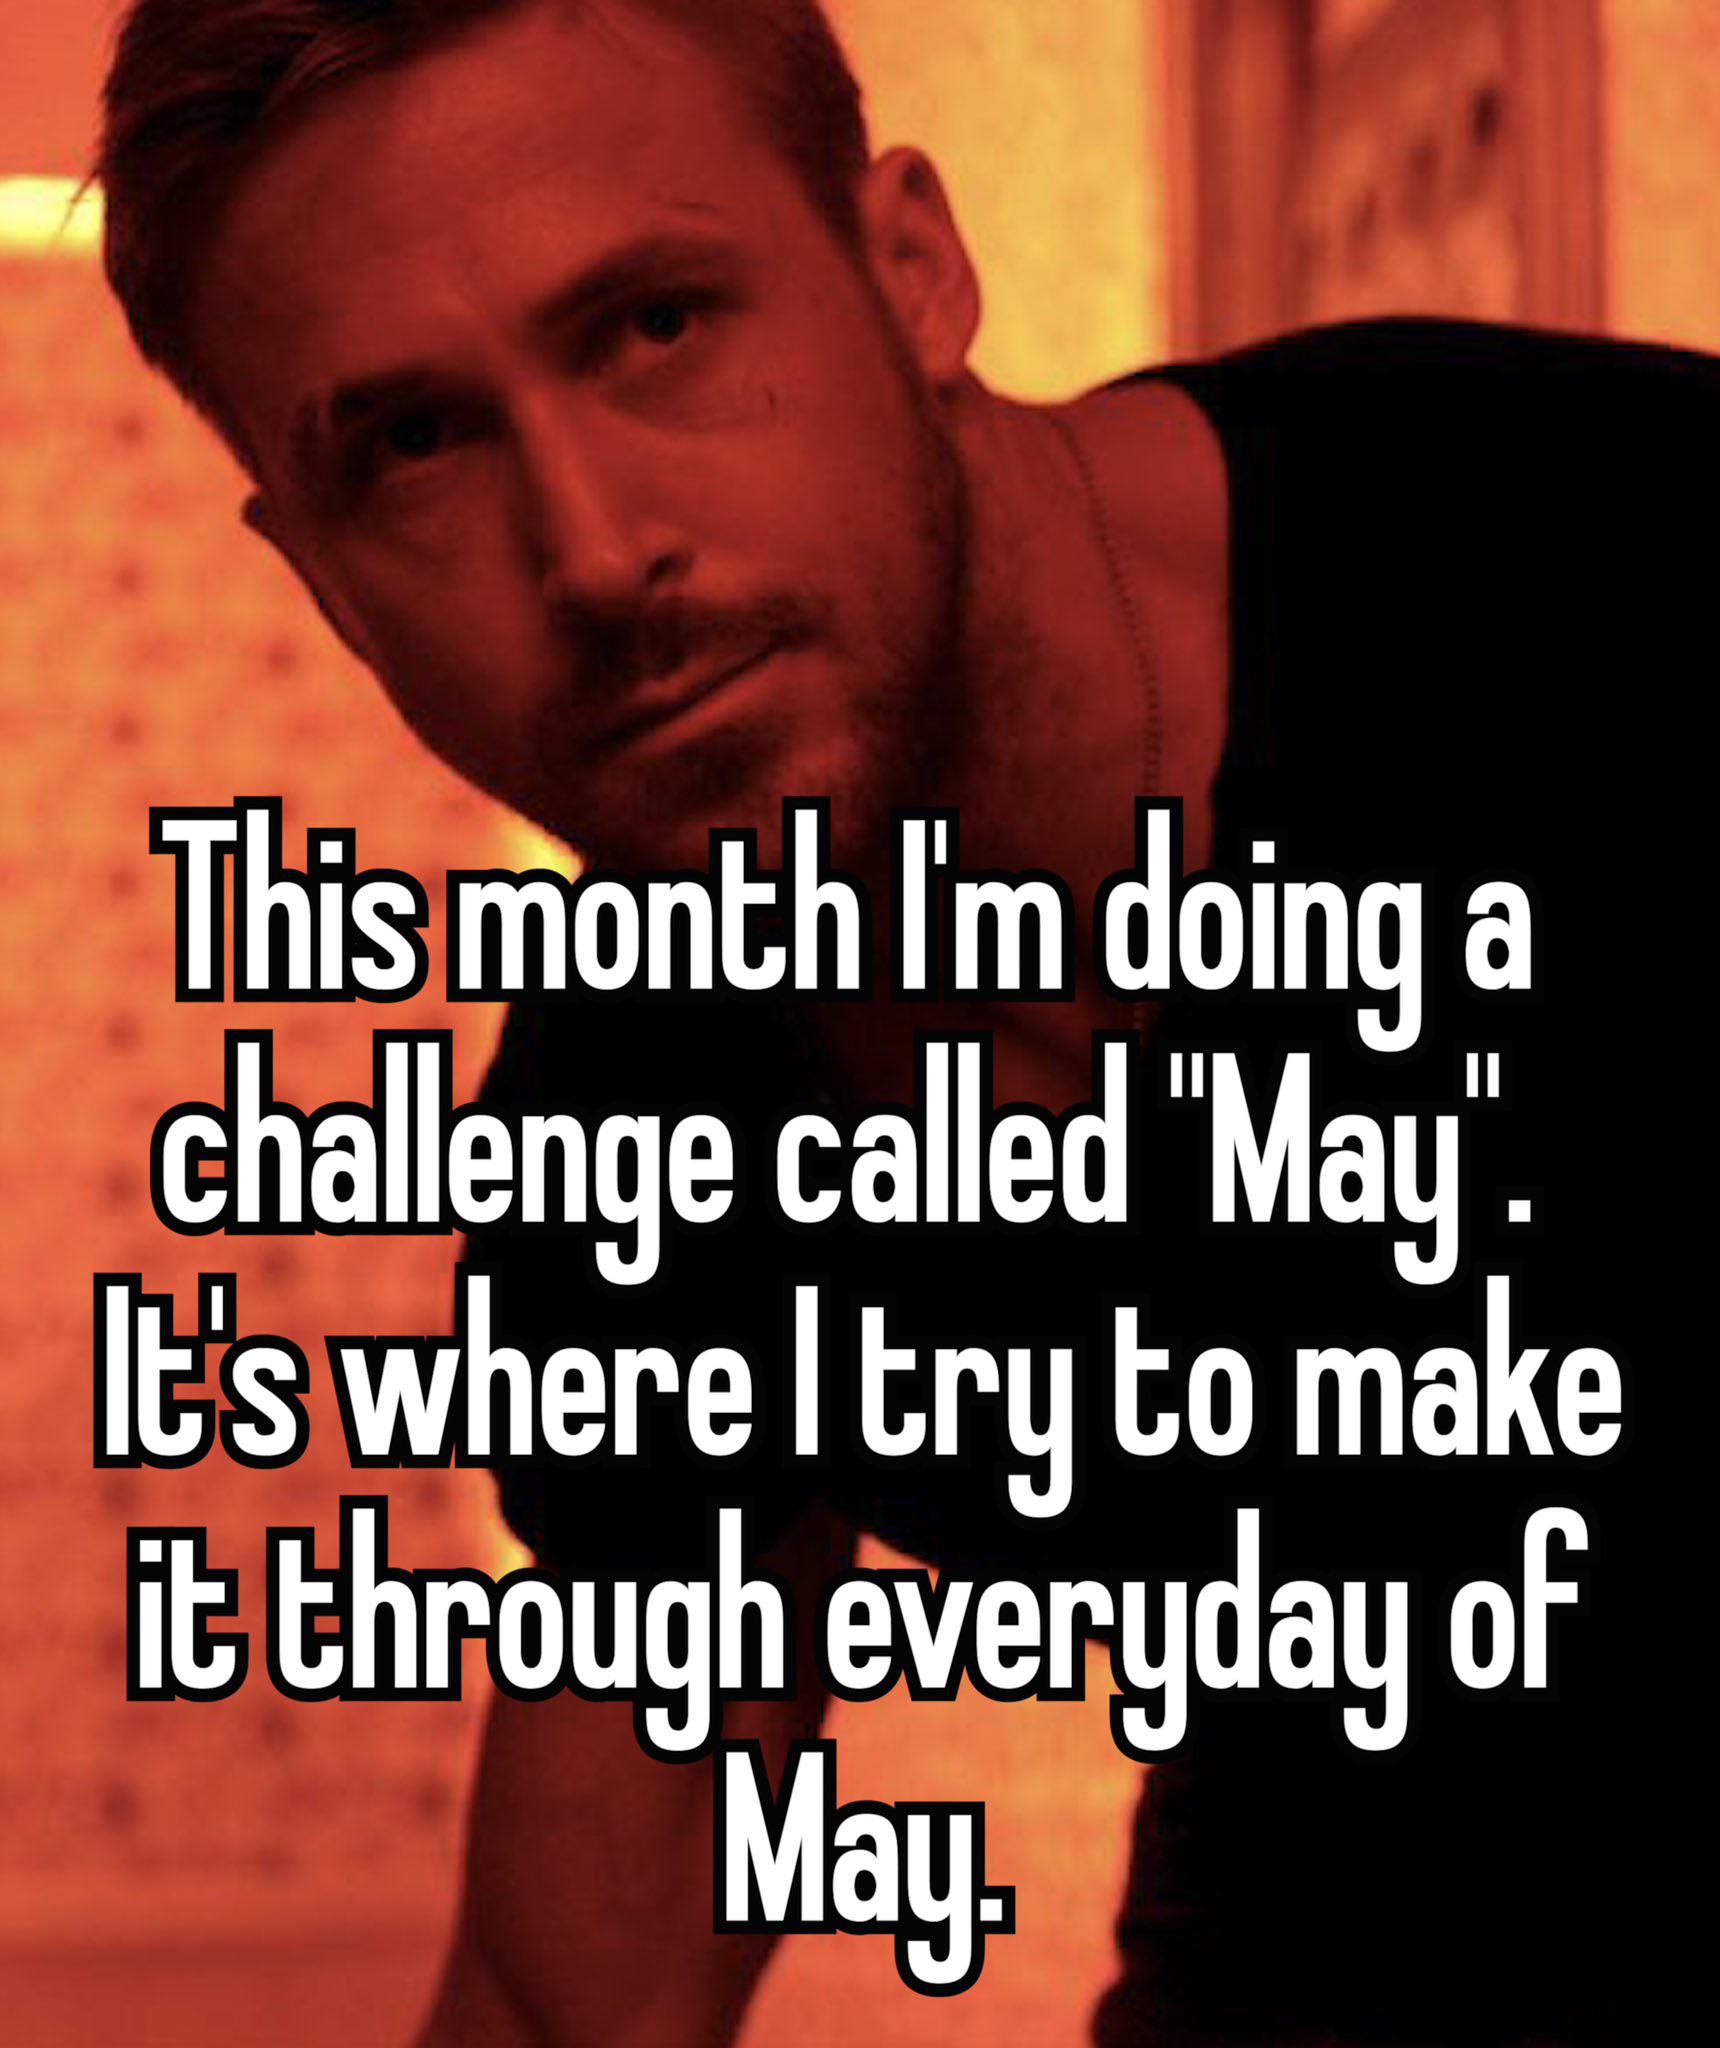 This month I'm doing a
challenge called "May".
It's where I try to make
it through everyday of
May.